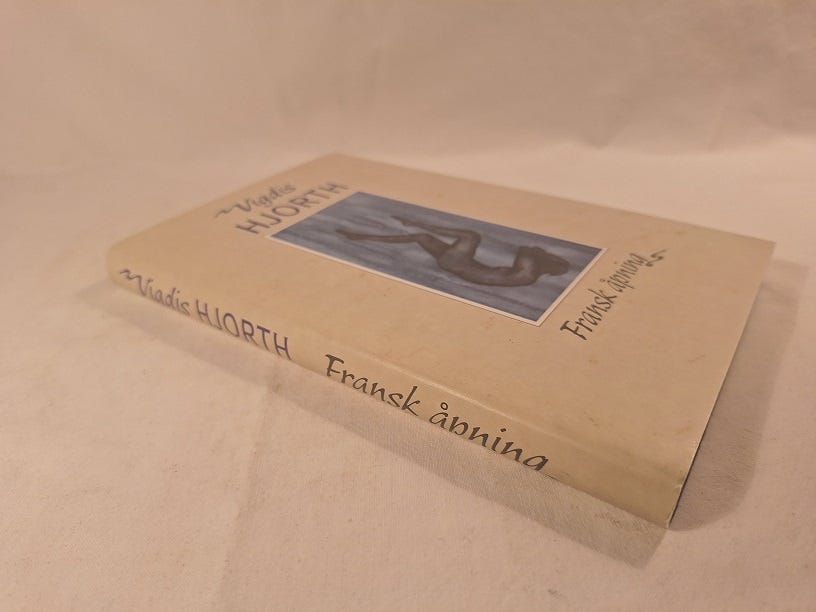 Vigdis
HJORTH
Fransk åpning
Vigdis HJORTH Fransk åpning